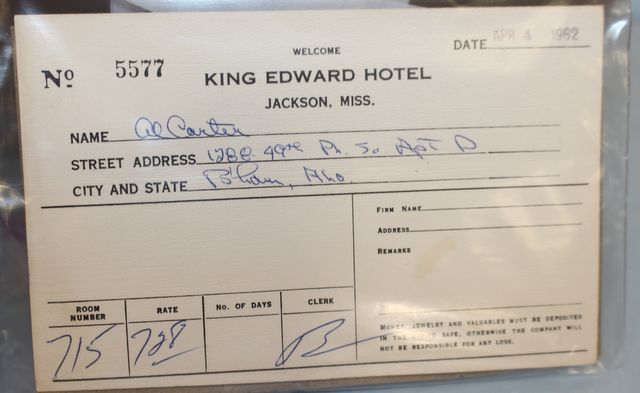 WELCOME
DATE APR 4 1962
No 5577
KING EDWARD HOTEL
JACKSON, MISS.
NAME Al Carter
STREET ADDRESS 1288 49th Pl. So Apt D
CITY AND STATE B'ham, Ala.
FIRM NAME
ADDRESS
REMARKS
ROOM NUMBER RATE No. OF DAYS CLERK
715 728
MONEY, JEWELRY AND VALUABLES MUST BE DEPOSITED
IN THE OFFICE SAFE, OTHERWISE THE COMPANY WILL
NOT BE RESPONSIBLE FOR ANY LOSS.